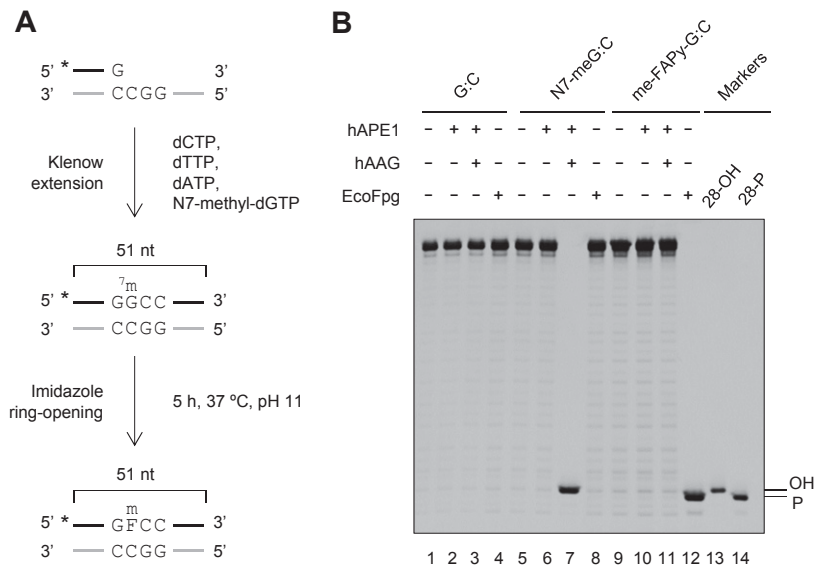 A
5' * G 3'
3' CCGG 5'
Klenow
extension
dCTP,
dTTP,
dATP,
N7-methyl-dGTP
51 nt
7m
5' * GGCC 3'
3' CCGG 5'
Imidazole
ring-opening
5 h, 37 ºC, pH 11
51 nt
m
5' * GFCC 3'
3' CCGG 5'
B
G:C N7-meG:C me-FAPy-G:C Markers
hAPE1 – + + – – + + – – + + –
hAAG – – + – – – + – – – + –
EcoFpg – – – + – – – + – – – + 28-OH 28-P
OH
P
1 2 3 4 5 6 7 8 9 10 11 12 13 14